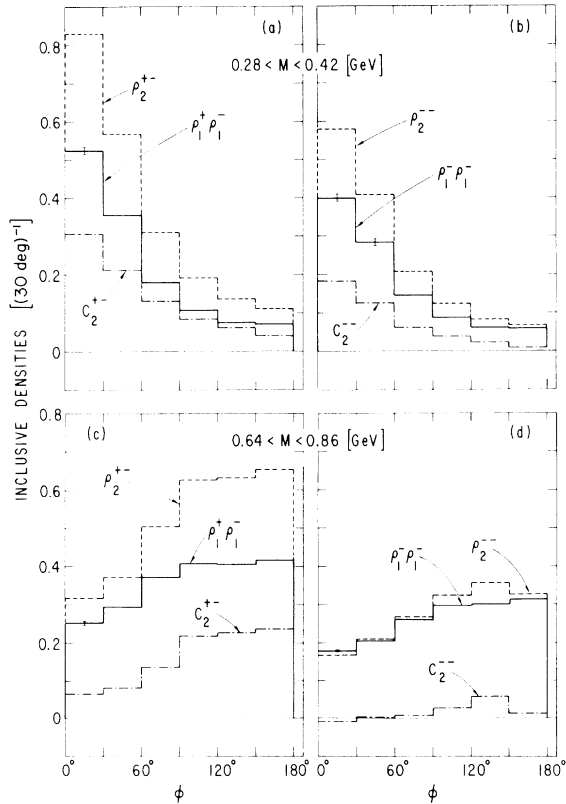 (a)
(b)
0.28 < M < 0.42 [GeV]
0.8
ρ₂⁺⁻
ρ₁⁺ρ₁⁻
ρ₂⁻⁻
ρ₁⁻ρ₁⁻
0.6
0.4
0.2
C₂⁺⁻
C₂⁻⁻
0
INCLUSIVE DENSITIES [(30 deg)⁻¹]
0.8
(c)
(d)
0.64 < M < 0.86 [GeV]
ρ₂⁺⁻
0.6
ρ₁⁺ρ₁⁻
ρ₁⁻ρ₁⁻
ρ₂⁻⁻
0.4
C₂⁺⁻
0.2
C₂⁻⁻
0
0° 60° 120° 180°
0° 60° 120° 180°
φ
φ